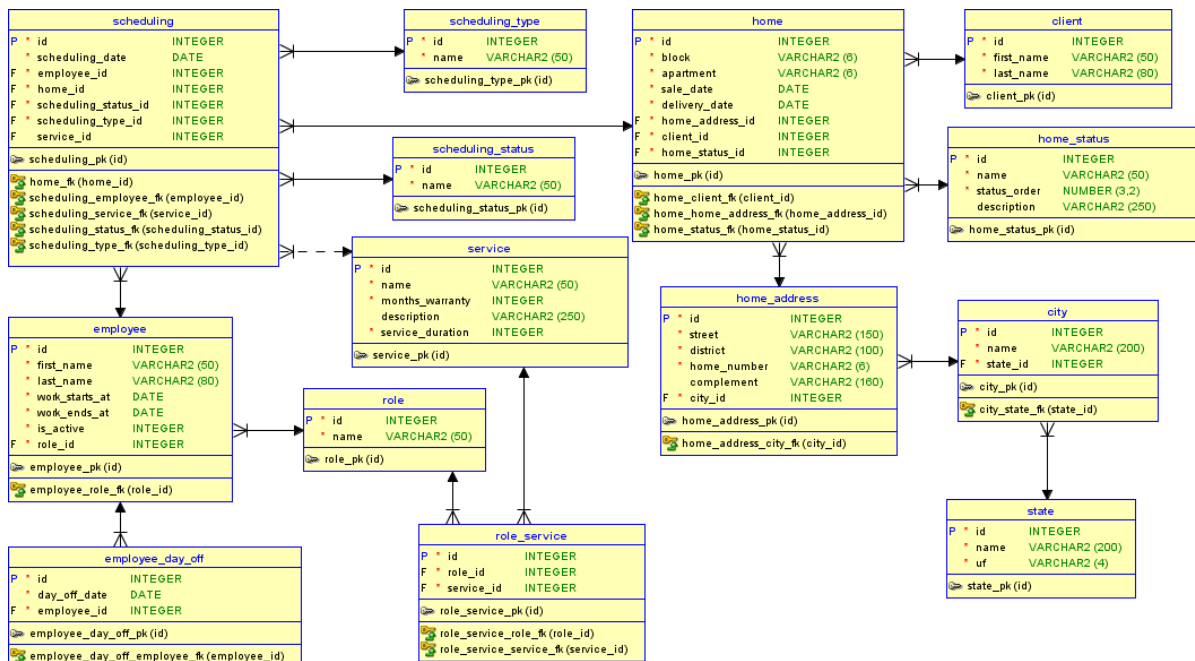 scheduling
P * id INTEGER
* scheduling_date DATE
F * employee_id INTEGER
F * home_id INTEGER
F * scheduling_status_id INTEGER
F * scheduling_type_id INTEGER
F service_id INTEGER
scheduling_pk (id)
home_fk (home_id)
scheduling_employee_fk (employee_id)
scheduling_service_fk (service_id)
scheduling_status_fk (scheduling_status_id)
scheduling_type_fk (scheduling_type_id)
scheduling_type
P * id INTEGER
* name VARCHAR2 (50)
scheduling_type_pk (id)
home
P * id INTEGER
* block VARCHAR2 (6)
* apartment VARCHAR2 (6)
* sale_date DATE
* delivery_date DATE
F * home_address_id INTEGER
F * client_id INTEGER
F * home_status_id INTEGER
home_pk (id)
home_client_fk (client_id)
home_home_address_fk (home_address_id)
home_status_fk (home_status_id)
client
P * id INTEGER
* first_name VARCHAR2 (50)
* last_name VARCHAR2 (80)
client_pk (id)
scheduling_status
P * id INTEGER
* name VARCHAR2 (50)
scheduling_status_pk (id)
home_status
P * id INTEGER
* name VARCHAR2 (50)
* status_order NUMBER (3,2)
description VARCHAR2 (250)
home_status_pk (id)
service
P * id INTEGER
* name VARCHAR2 (50)
* months_warranty INTEGER
description VARCHAR2 (250)
* service_duration INTEGER
service_pk (id)
home_address
P * id INTEGER
* street VARCHAR2 (150)
* district VARCHAR2 (100)
* home_number VARCHAR2 (6)
complement VARCHAR2 (160)
F * city_id INTEGER
home_address_pk (id)
home_address_city_fk (city_id)
city
P * id INTEGER
* name VARCHAR2 (200)
F * state_id INTEGER
city_pk (id)
city_state_fk (state_id)
employee
P * id INTEGER
* first_name VARCHAR2 (50)
* last_name VARCHAR2 (80)
* work_starts_at DATE
* work_ends_at DATE
* is_active INTEGER
F * role_id INTEGER
employee_pk (id)
employee_role_fk (role_id)
role
P * id INTEGER
* name VARCHAR2 (50)
role_pk (id)
state
P * id INTEGER
* name VARCHAR2 (200)
* uf VARCHAR2 (4)
state_pk (id)
role_service
P * id INTEGER
F * role_id INTEGER
F * service_id INTEGER
role_service_pk (id)
role_service_role_fk (role_id)
role_service_service_fk (service_id)
employee_day_off
P * id INTEGER
* day_off_date DATE
F * employee_id INTEGER
employee_day_off_pk (id)
employee_day_off_employee_fk (employee_id)